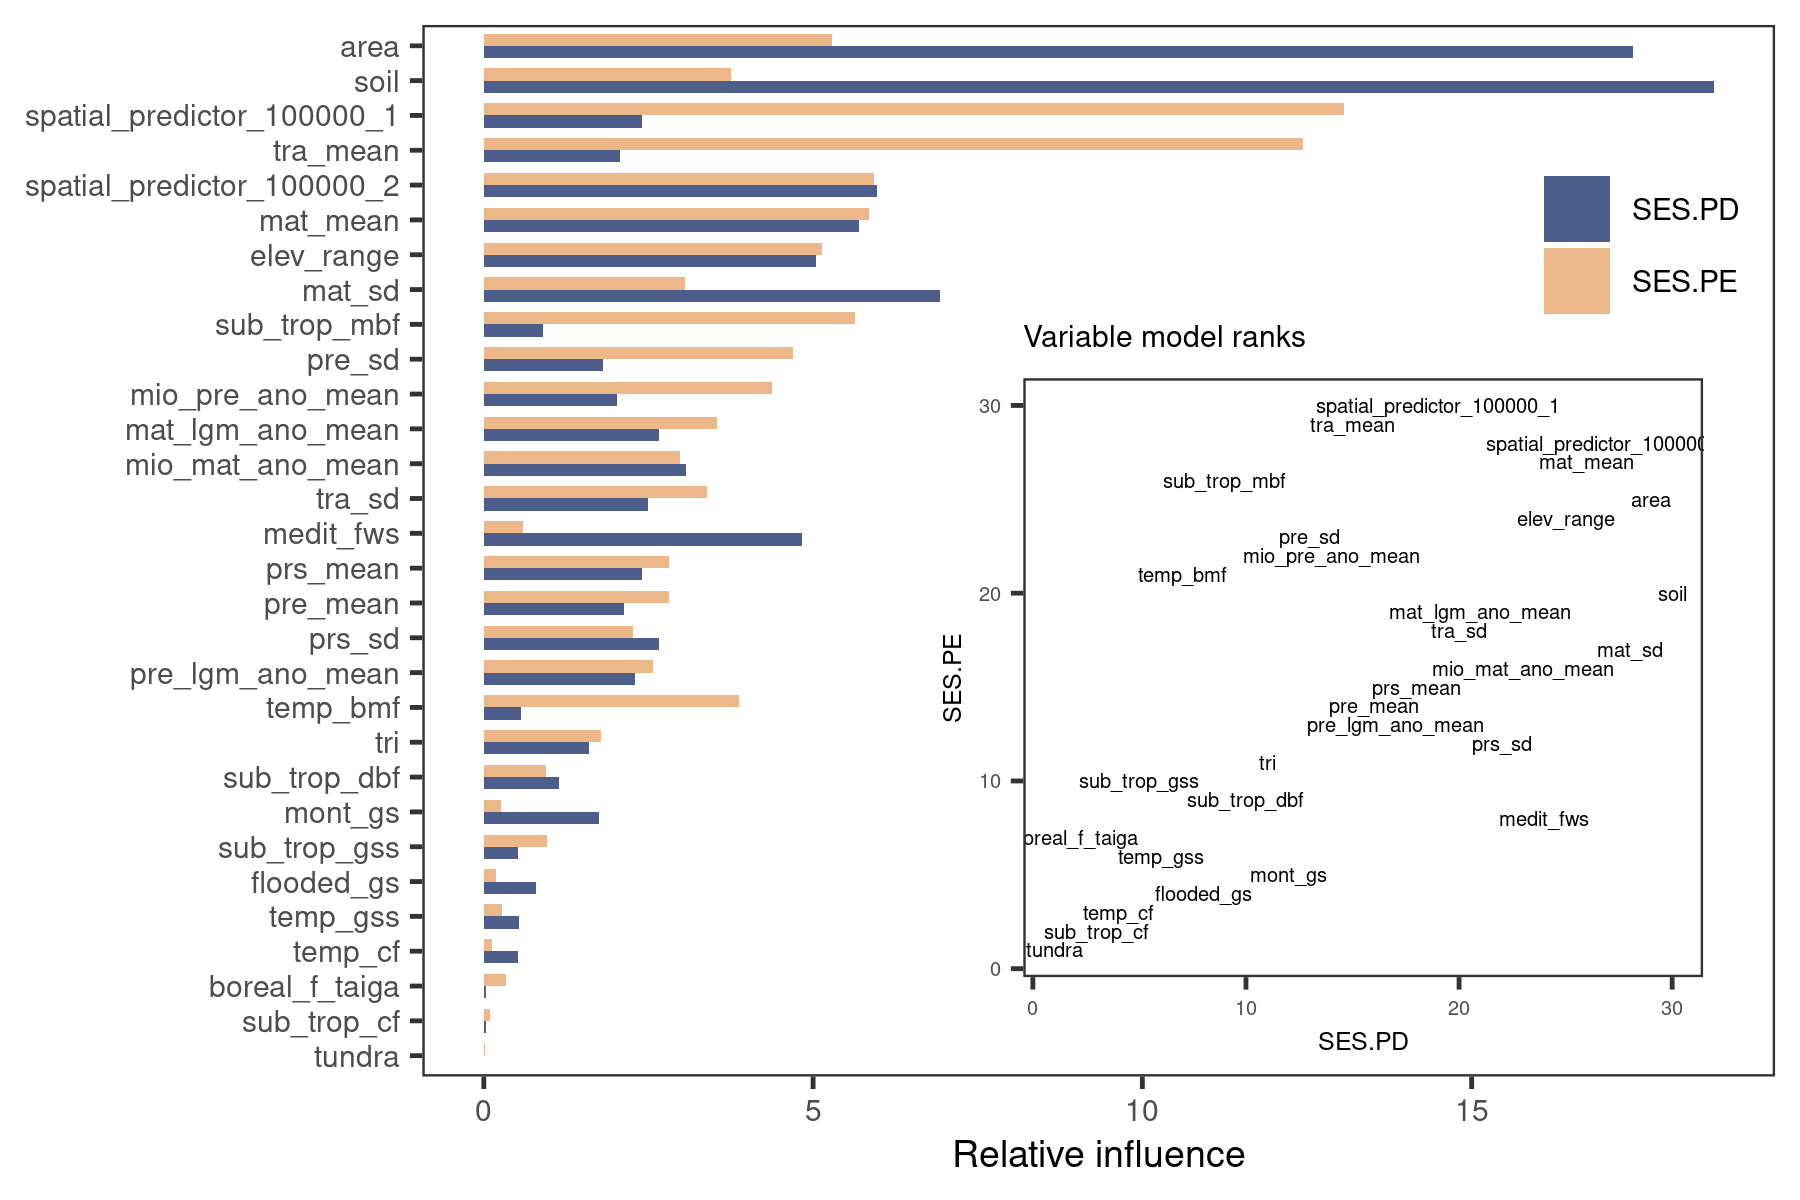 area
soil
spatial_predictor_100000_1
tra_mean
spatial_predictor_100000_2
mat_mean
elev_range
mat_sd
sub_trop_mbf
pre_sd
mio_pre_ano_mean
mat_lgm_ano_mean
mio_mat_ano_mean
tra_sd
medit_fws
prs_mean
pre_mean
prs_sd
pre_lgm_ano_mean
temp_bmf
tri
sub_trop_dbf
mont_gs
sub_trop_gss
flooded_gs
temp_gss
temp_cf
boreal_f_taiga
sub_trop_cf
tundra
0 5 10 15
Relative influence
SES.PD
SES.PE
Variable model ranks
30
20
10
0
SES.PE
spatial_predictor_100000_1
tra_mean
spatial_predictor_10000
mat_mean
sub_trop_mbf
area
elev_range
pre_sd
mio_pre_ano_mean
temp_bmf
soil
mat_lgm_ano_mean
tra_sd
mat_sd
mio_mat_ano_mean
prs_mean
pre_mean
pre_lgm_ano_mean
prs_sd
tri
sub_trop_gss
sub_trop_dbf
medit_fws
oreal_f_taiga
temp_gss
mont_gs
flooded_gs
temp_cf
sub_trop_cf
tundra
0 10 20 30
SES.PD